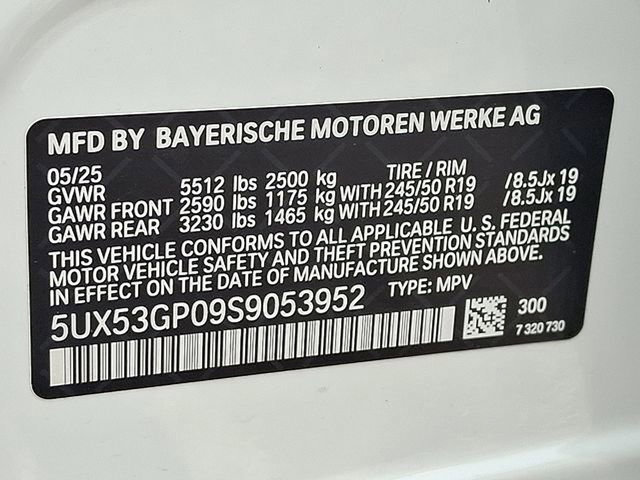 MFD BY BAYERISCHE MOTOREN WERKE AG
05/25 TIRE / RIM
GVWR 5512 lbs 2500 kg
GAWR FRONT 2590 lbs 1175 kg WITH 245/50 R19 /8.5Jx 19
GAWR REAR 3230 lbs 1465 kg WITH 245/50 R19 /8.5Jx 19
THIS VEHICLE CONFORMS TO ALL APPLICABLE U. S. FEDERAL
MOTOR VEHICLE SAFETY AND THEFT PREVENTION STANDARDS
IN EFFECT ON THE DATE OF MANUFACTURE SHOWN ABOVE.
5UX53GP09S9053952 TYPE: MPV
300
7 320 730